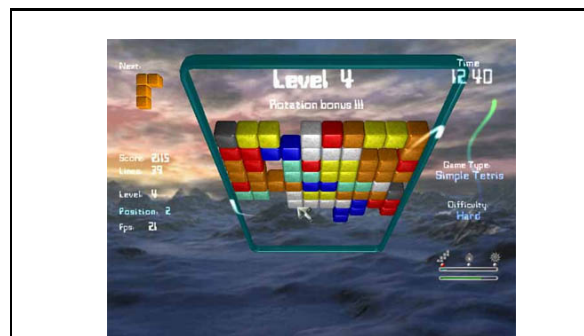 Next:
Level 4
Rotation bonus !!!
Time
12:40
Score: 2115
Lines: 39
Level: 4
Position: 2
Fps: 21
Game Type:
Simple Tetris
Difficulty:
Hard